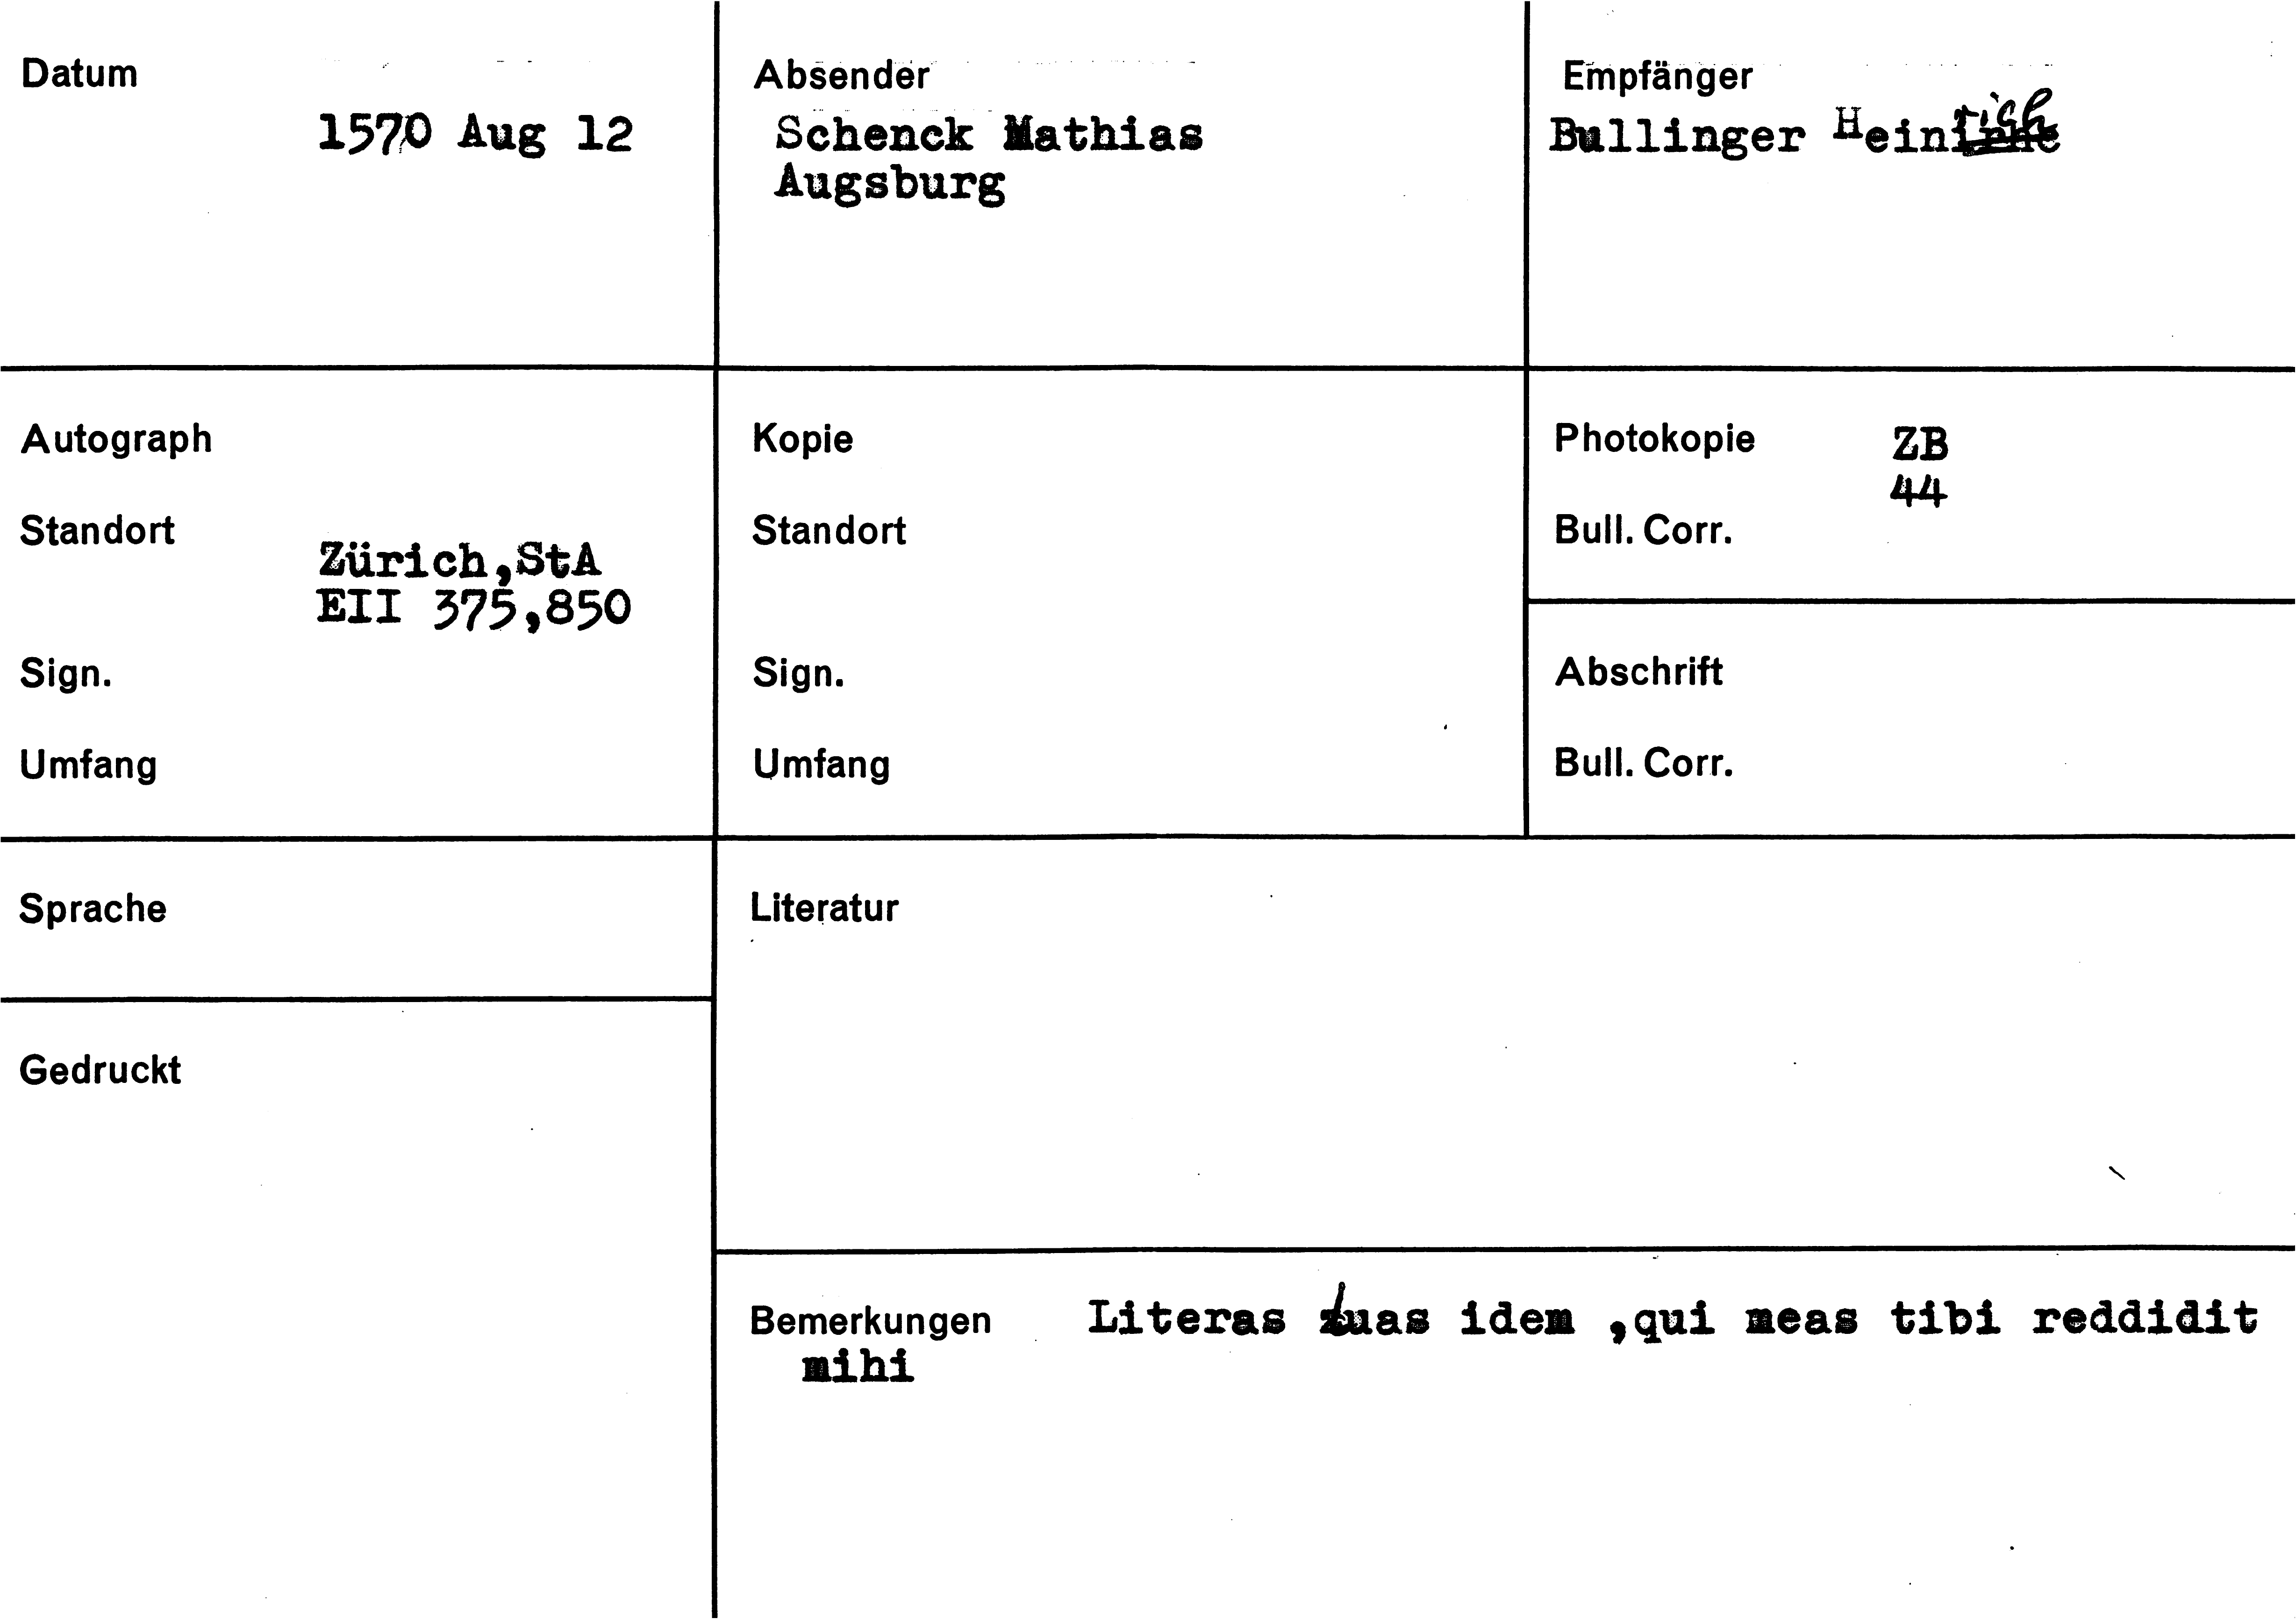 Datum
1570 Aug 12
Absender
Schenck Mathias
Augsburg
Empfänger
Bullinger Heinrich
Autograph
Standort
Zürich,StA
EII 375,850
Sign.
Umfang
Kopie
Standort
Sign.
Umfang
Photokopie ZB
44
Bull. Corr.
Abschrift
Bull. Corr.
Sprache
Gedruckt
Literatur
Bemerkungen Literas tuas idem ,qui meas tibi reddidit
mihi